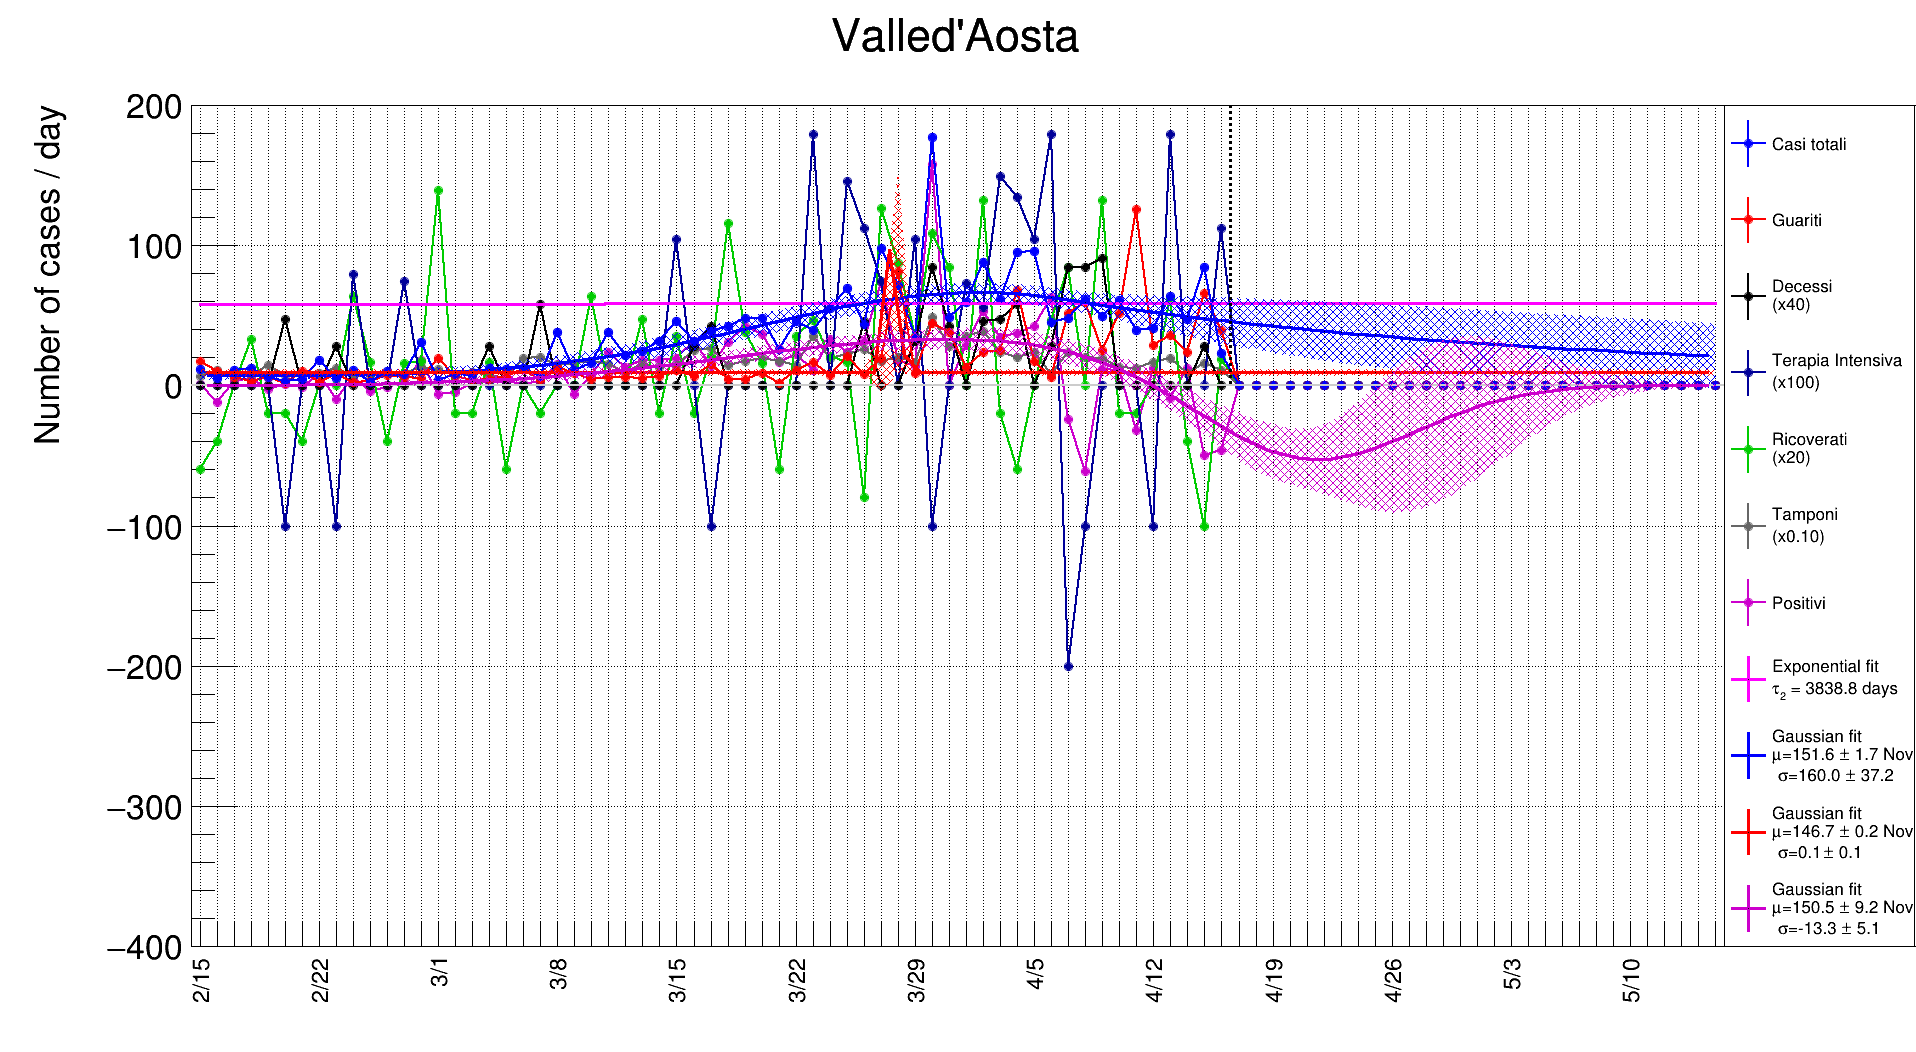 Valled'Aosta
Number of cases / day
200
100
0
−100
−200
−300
−400
2/15
2/22
3/1
3/8
3/15
3/22
3/29
4/5
4/12
4/19
4/26
5/3
5/10
Casi totali
Guariti
Decessi
(x40)
Terapia Intensiva
(x100)
Ricoverati
(x20)
Tamponi
(x0.10)
Positivi
Exponential fit
τ2 = 3838.8 days
Gaussian fit
μ=151.6 ± 1.7 Nov
σ=160.0 ± 37.2
Gaussian fit
μ=146.7 ± 0.2 Nov
σ=0.1 ± 0.1
Gaussian fit
μ=150.5 ± 9.2 Nov
σ=-13.3 ± 5.1